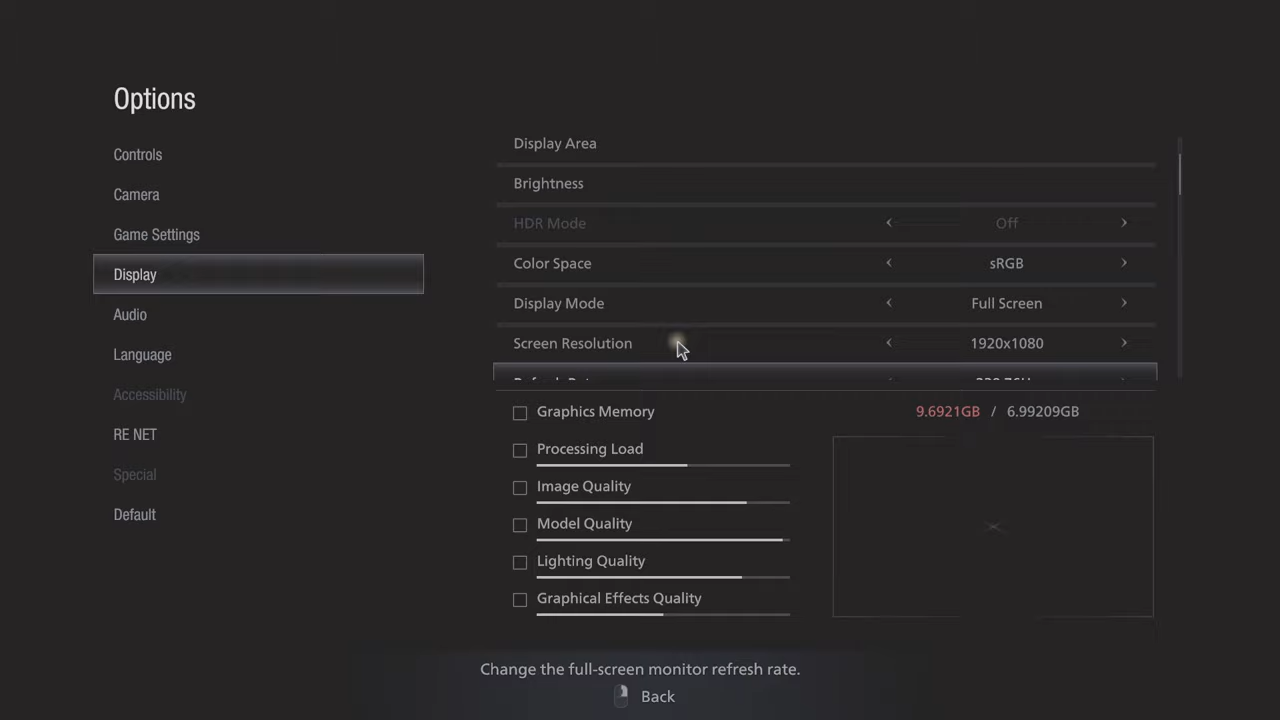 Options
Controls
Camera
Game Settings
Display
Audio
Language
Accessibility
RE NET
Special
Default
Display Area
Brightness
HDR Mode < Off >
Color Space < sRGB >
Display Mode < Full Screen >
Screen Resolution < 1920x1080 >
Graphics Memory 9.6921GB / 6.99209GB
Processing Load
Image Quality
Model Quality
Lighting Quality
Graphical Effects Quality
Change the full-screen monitor refresh rate.
Back